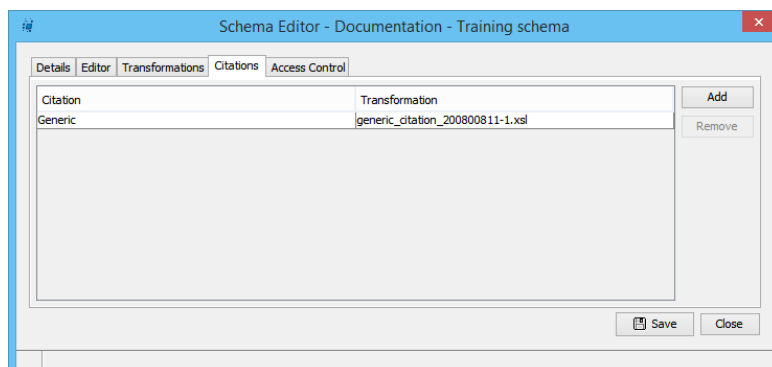 Schema Editor - Documentation - Training schema
Details Editor Transformations Citations Access Control
Citation Transformation Add
Generic generic_citation_200800811-1.xsl Remove
Save Close